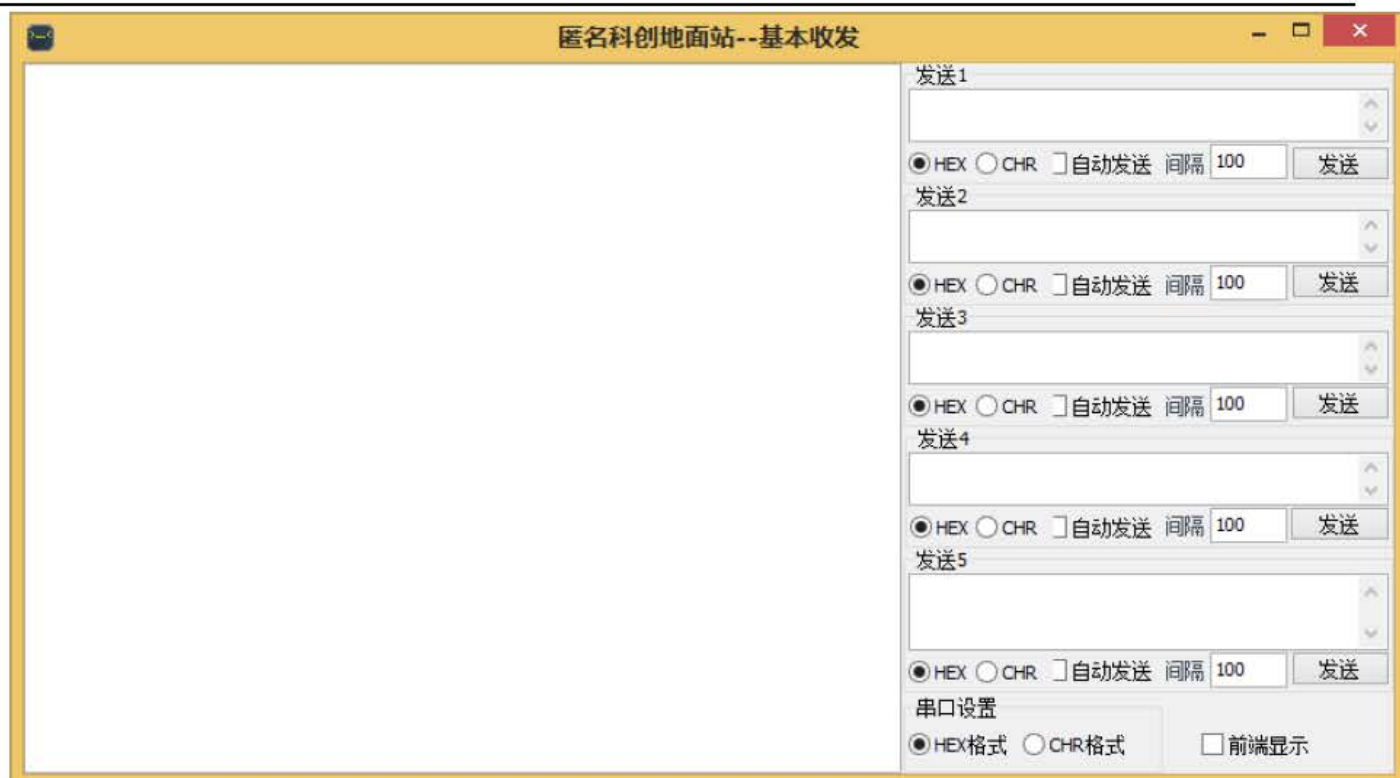 匿名科创地面站--基本收发
发送1
HEX CHR 自动发送 间隔 100 发送
发送2
HEX CHR 自动发送 间隔 100 发送
发送3
HEX CHR 自动发送 间隔 100 发送
发送4
HEX CHR 自动发送 间隔 100 发送
发送5
HEX CHR 自动发送 间隔 100 发送
串口设置
HEX格式 CHR格式 前端显示